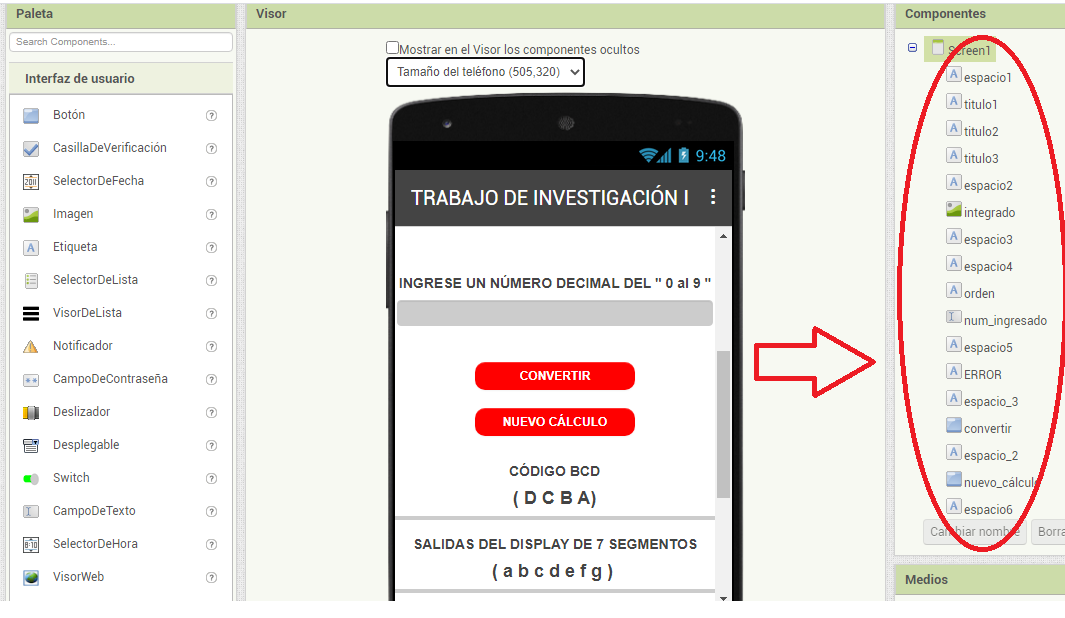 Paleta
Search Components...
Interfaz de usuario
Botón
CasillaDeVerificación
SelectorDeFecha
Imagen
Etiqueta
SelectorDeLista
VisorDeLista
Notificador
CampoDeContraseña
Deslizador
Desplegable
Switch
CampoDeTexto
SelectorDeHora
VisorWeb
Visor
Mostrar en el Visor los componentes ocultos
Tamaño del teléfono (505,320)
9:48
TRABAJO DE INVESTIGACIÓN I
INGRESE UN NÚMERO DECIMAL DEL " 0 al 9 "
CONVERTIR
NUEVO CÁLCULO
CÓDIGO BCD
( D C B A)
SALIDAS DEL DISPLAY DE 7 SEGMENTOS
( a b c d e f g )
Componentes
Screen1
espacio1
titulo1
titulo2
titulo3
espacio2
integrado
espacio3
espacio4
orden
num_ingresado
espacio5
ERROR
espacio_3
convertir
espacio_2
nuevo_cálculo
espacio6
Cambiar nombre Borra
Medios